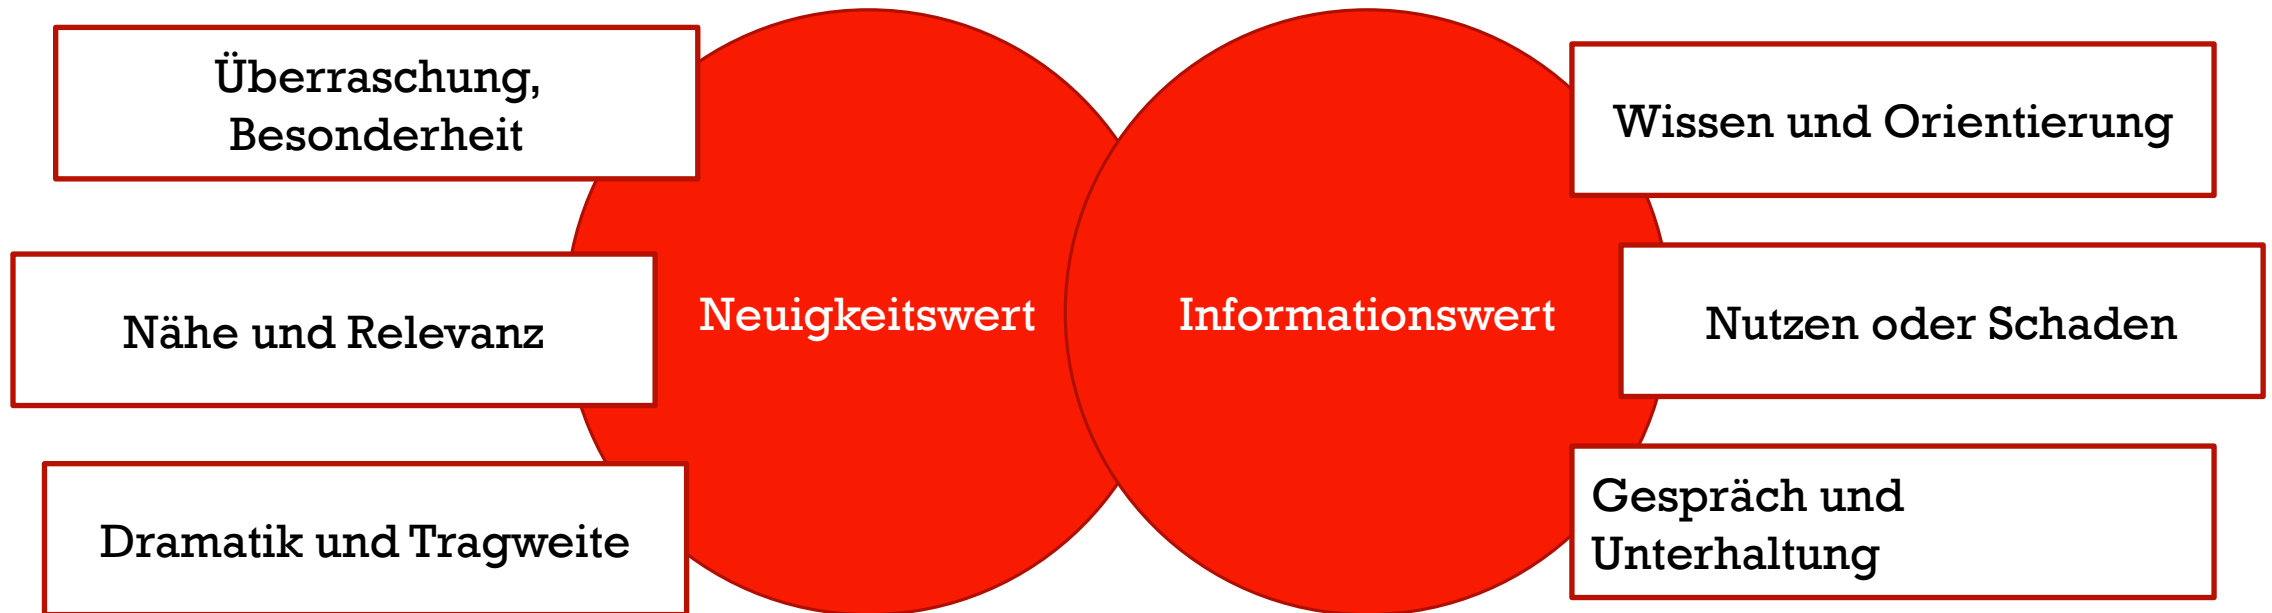 Überraschung,
Besonderheit
Nähe und Relevanz
Dramatik und Tragweite
Neuigkeitswert
Informationswert
Wissen und Orientierung
Nutzen oder Schaden
Gespräch und
Unterhaltung